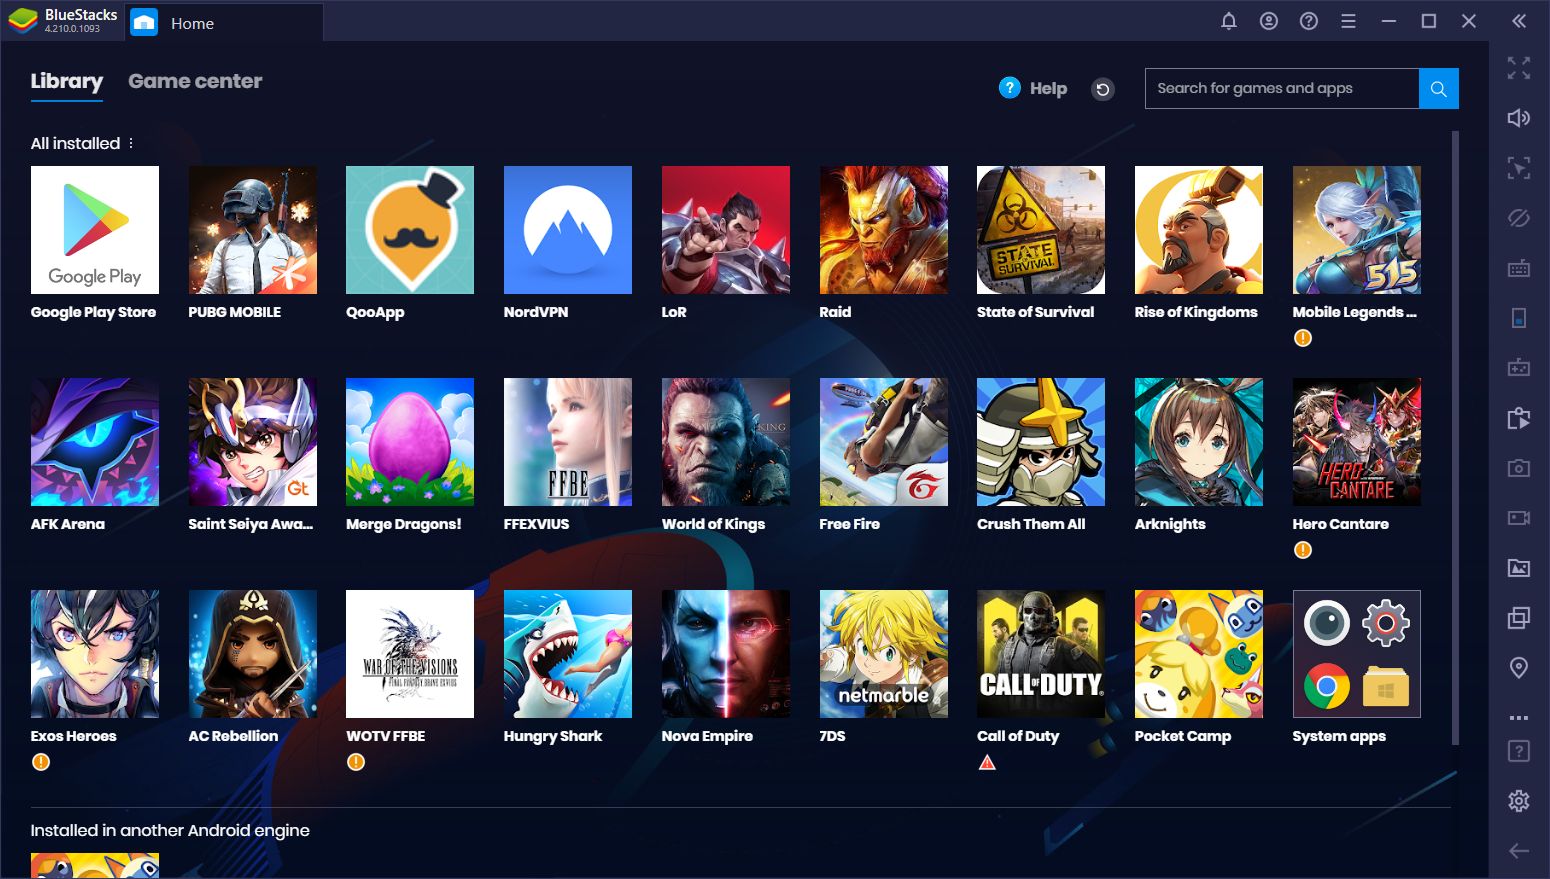 BlueStacks
4.210.0.1093
Home
Library
Game center
Help
Search for games and apps
All installed
Google Play
STATE
OF
SURVIVAL
515
Google Play Store
PUBG MOBILE
QooApp
NordVPN
LoR
Raid
State of Survival
Rise of Kingdoms
Mobile Legends ...
Gt
FFBE
KING
HERO
CANTARE
AFK Arena
Saint Seiya Awa...
Merge Dragons!
FFEXVIUS
World of Kings
Free Fire
Crush Them All
Arknights
Hero Cantare
WAR OF THE VISIONS
FINAL FANTASY BRAVE EXVIUS
netmarble
CALL OF DUTY
Exos Heroes
AC Rebellion
WOTV FFBE
Hungry Shark
Nova Empire
7DS
Call of Duty
Pocket Camp
System apps
Installed in another Android engine